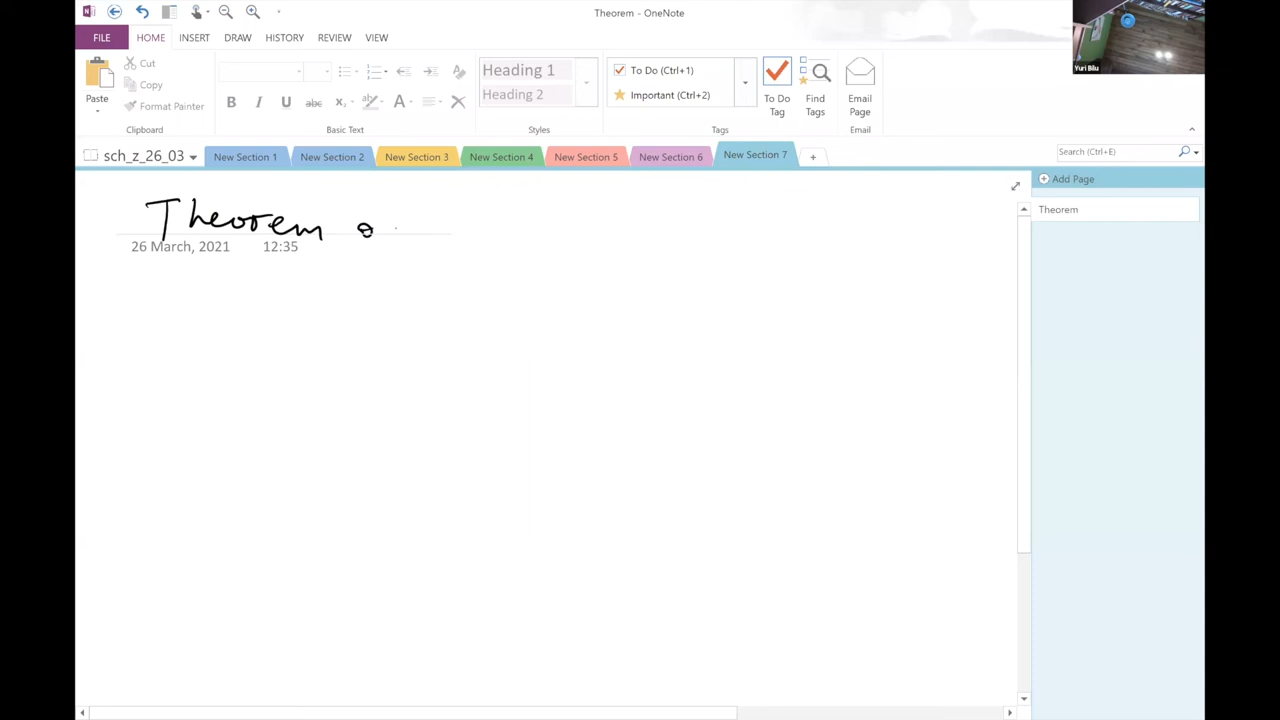 Theorem - OneNote
FILE HOME INSERT DRAW HISTORY REVIEW VIEW
Paste
Cut
Copy
Format Painter
Clipboard
B I U abc
Basic Text
Heading 1
Heading 2
Styles
To Do (Ctrl+1)
Important (Ctrl+2)
Tags
To Do Tag
Find Tags
Email Page
Email
Yuri Bilu
sch_z_26_03 New Section 1 New Section 2 New Section 3 New Section 4 New Section 5 New Section 6 New Section 7
Search (Ctrl+E)
Add Page
Theorem
Theorem
26 March, 2021 12:35